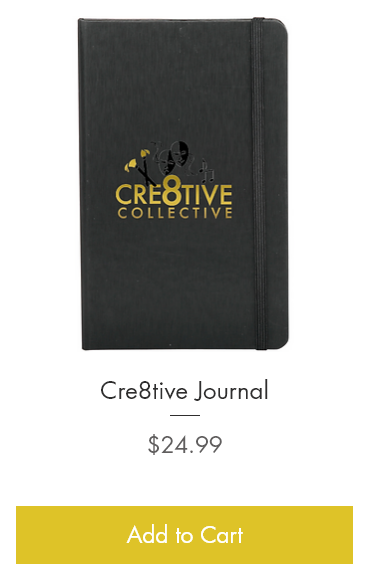 CRE8TIVE
COLLECTIVE
Cre8tive Journal
$24.99
Add to Cart